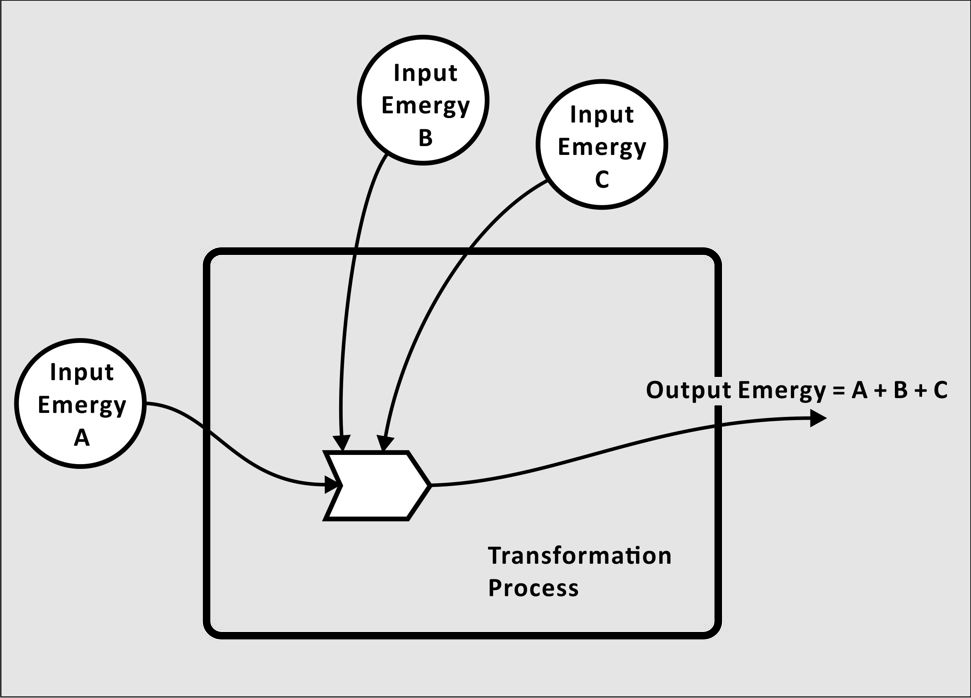 Input
Emergy
B
Input
Emergy
C
Input
Emergy
A
Output Emergy = A + B + C
Transformation
Process